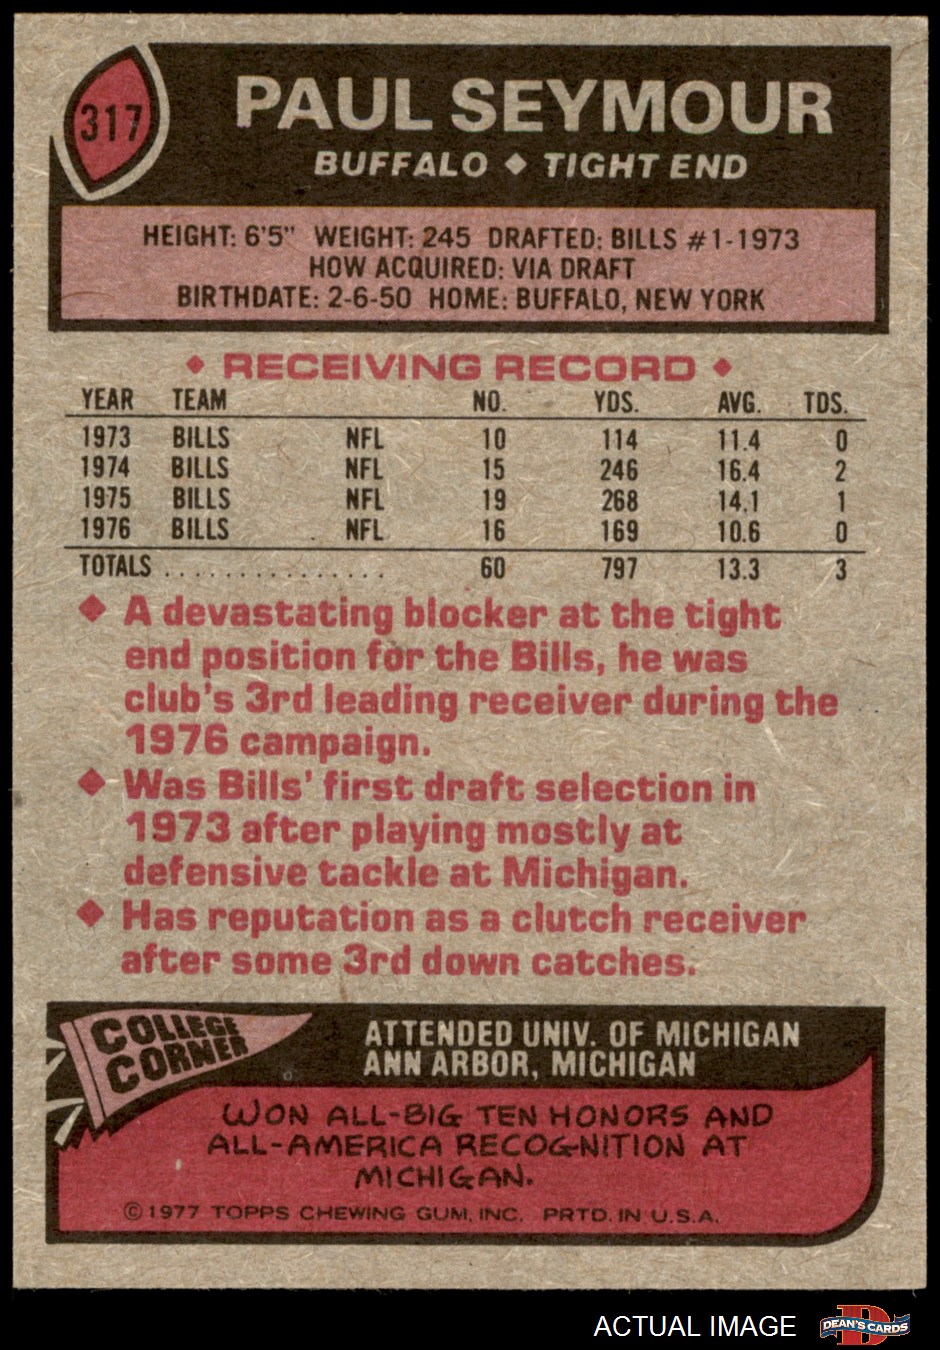 317
PAUL SEYMOUR
BUFFALO ◆ TIGHT END
HEIGHT: 6'5" WEIGHT: 245 DRAFTED: BILLS #1-1973
HOW ACQUIRED: VIA DRAFT
BIRTHDATE: 2-6-50 HOME: BUFFALO, NEW YORK
◆ RECEIVING RECORD ◆
YEAR TEAM NO. YDS. AVG. TDS.
1973 BILLS NFL 10 114 11.4 0
1974 BILLS NFL 15 246 16.4 2
1975 BILLS NFL 19 268 14.1 1
1976 BILLS NFL 16 169 10.6 0
TOTALS ............... 60 797 13.3 3
◆ A devastating blocker at the tight
end position for the Bills, he was
club's 3rd leading receiver during the
1976 campaign.
◆ Was Bills' first draft selection in
1973 after playing mostly at
defensive tackle at Michigan.
◆ Has reputation as a clutch receiver
after some 3rd down catches.
COLLEGE
CORNER
ATTENDED UNIV. OF MICHIGAN
ANN ARBOR, MICHIGAN
WON ALL-BIG TEN HONORS AND
ALL-AMERICA RECOGNITION AT
MICHIGAN.
©1977 TOPPS CHEWING GUM, INC. PRTD. IN U.S.A.
ACTUAL IMAGE
DEAN'S CARDS